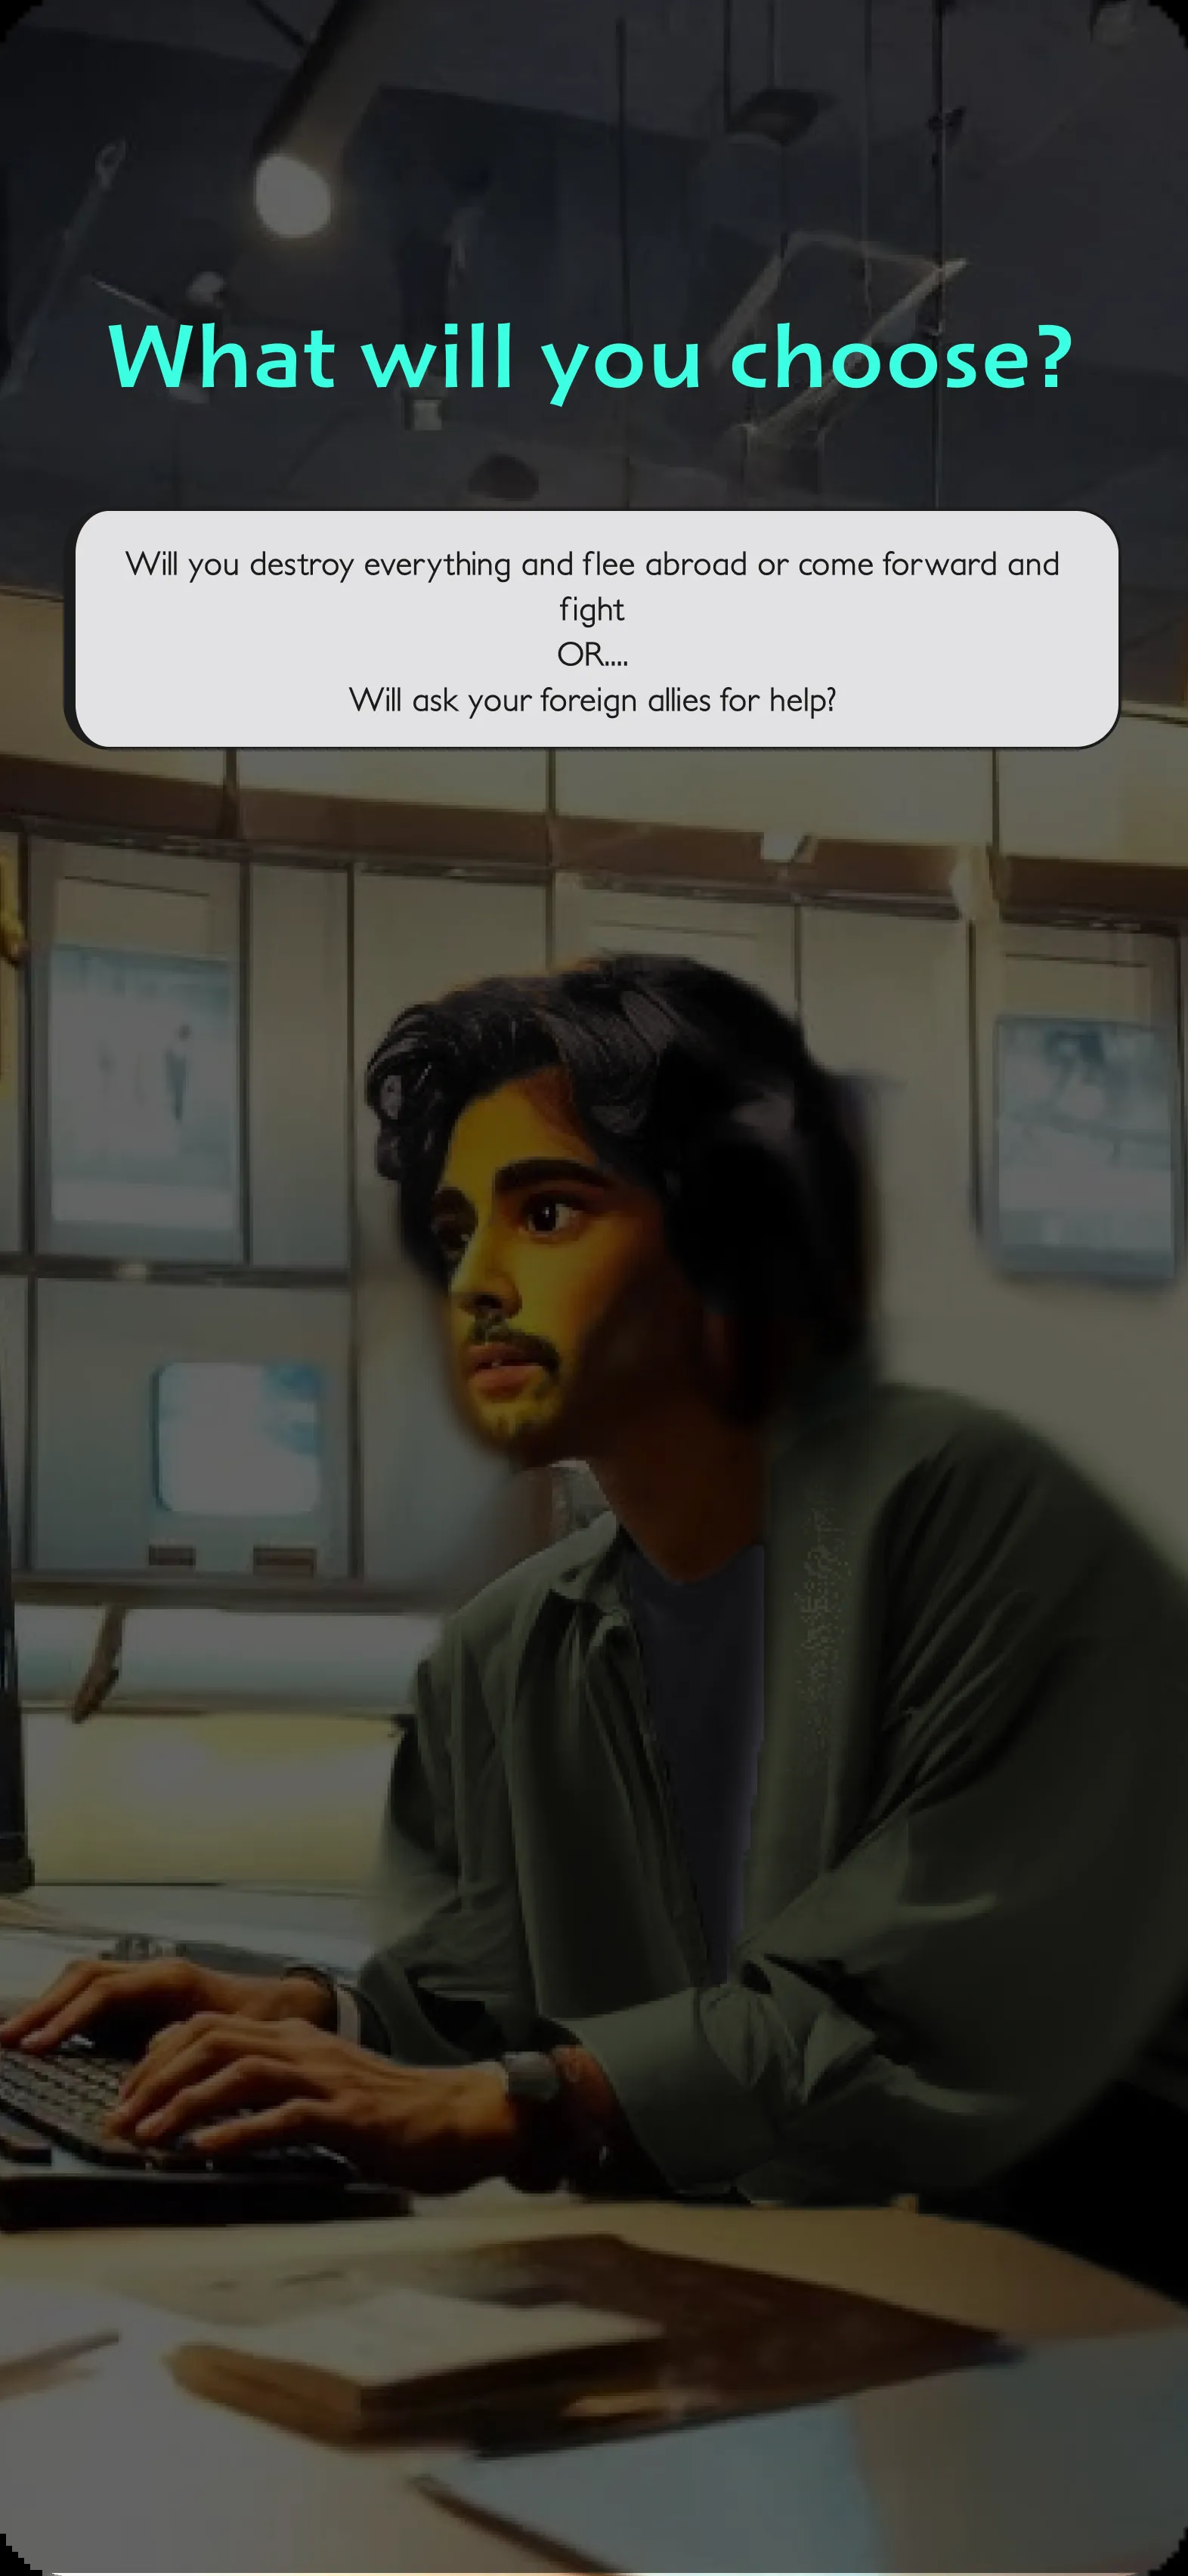 What will you choose?
Will you destroy everything and flee abroad or come forward and
fight
OR....
Will ask your foreign allies for help?